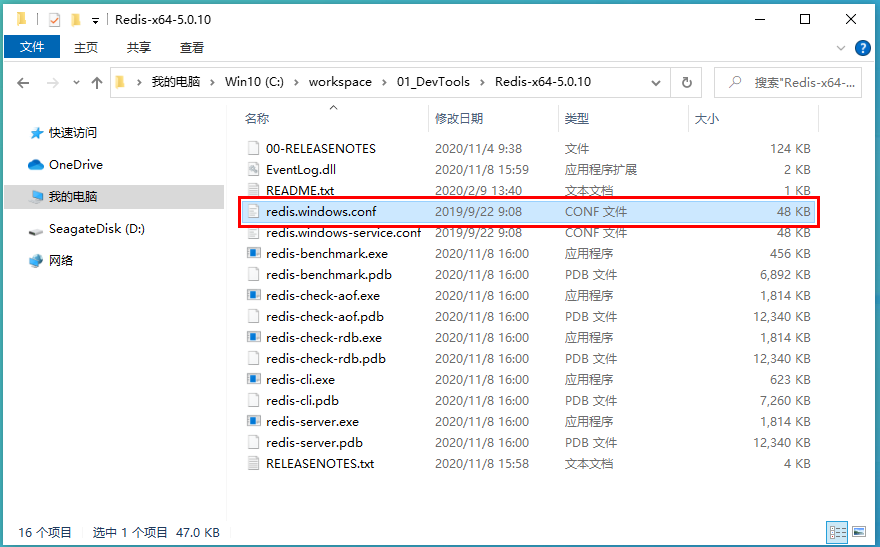 Redis-x64-5.0.10
文件 主页 共享 查看
我的电脑 Win10 (C:) workspace 01_DevTools Redis-x64-5.0.10 搜索"Redis-x64-...
快速访问
OneDrive
我的电脑
SeagateDisk (D:)
网络
名称 修改日期 类型 大小
00-RELEASENOTES 2020/11/4 9:38 文件 124 KB
EventLog.dll 2020/11/8 15:59 应用程序扩展 2 KB
README.txt 2020/2/9 13:40 文本文档 1 KB
redis.windows.conf 2019/9/22 9:08 CONF 文件 48 KB
redis.windows-service.conf 2019/9/22 9:08 CONF 文件 48 KB
redis-benchmark.exe 2020/11/8 16:00 应用程序 456 KB
redis-benchmark.pdb 2020/11/8 16:00 PDB 文件 6,892 KB
redis-check-aof.exe 2020/11/8 16:00 应用程序 1,814 KB
redis-check-aof.pdb 2020/11/8 16:00 PDB 文件 12,340 KB
redis-check-rdb.exe 2020/11/8 16:00 应用程序 1,814 KB
redis-check-rdb.pdb 2020/11/8 16:00 PDB 文件 12,340 KB
redis-cli.exe 2020/11/8 16:00 应用程序 623 KB
redis-cli.pdb 2020/11/8 16:00 PDB 文件 7,260 KB
redis-server.exe 2020/11/8 16:00 应用程序 1,814 KB
redis-server.pdb 2020/11/8 16:00 PDB 文件 12,340 KB
RELEASENOTES.txt 2020/11/8 15:58 文本文档 4 KB
16 个项目 选中 1 个项目 47.0 KB